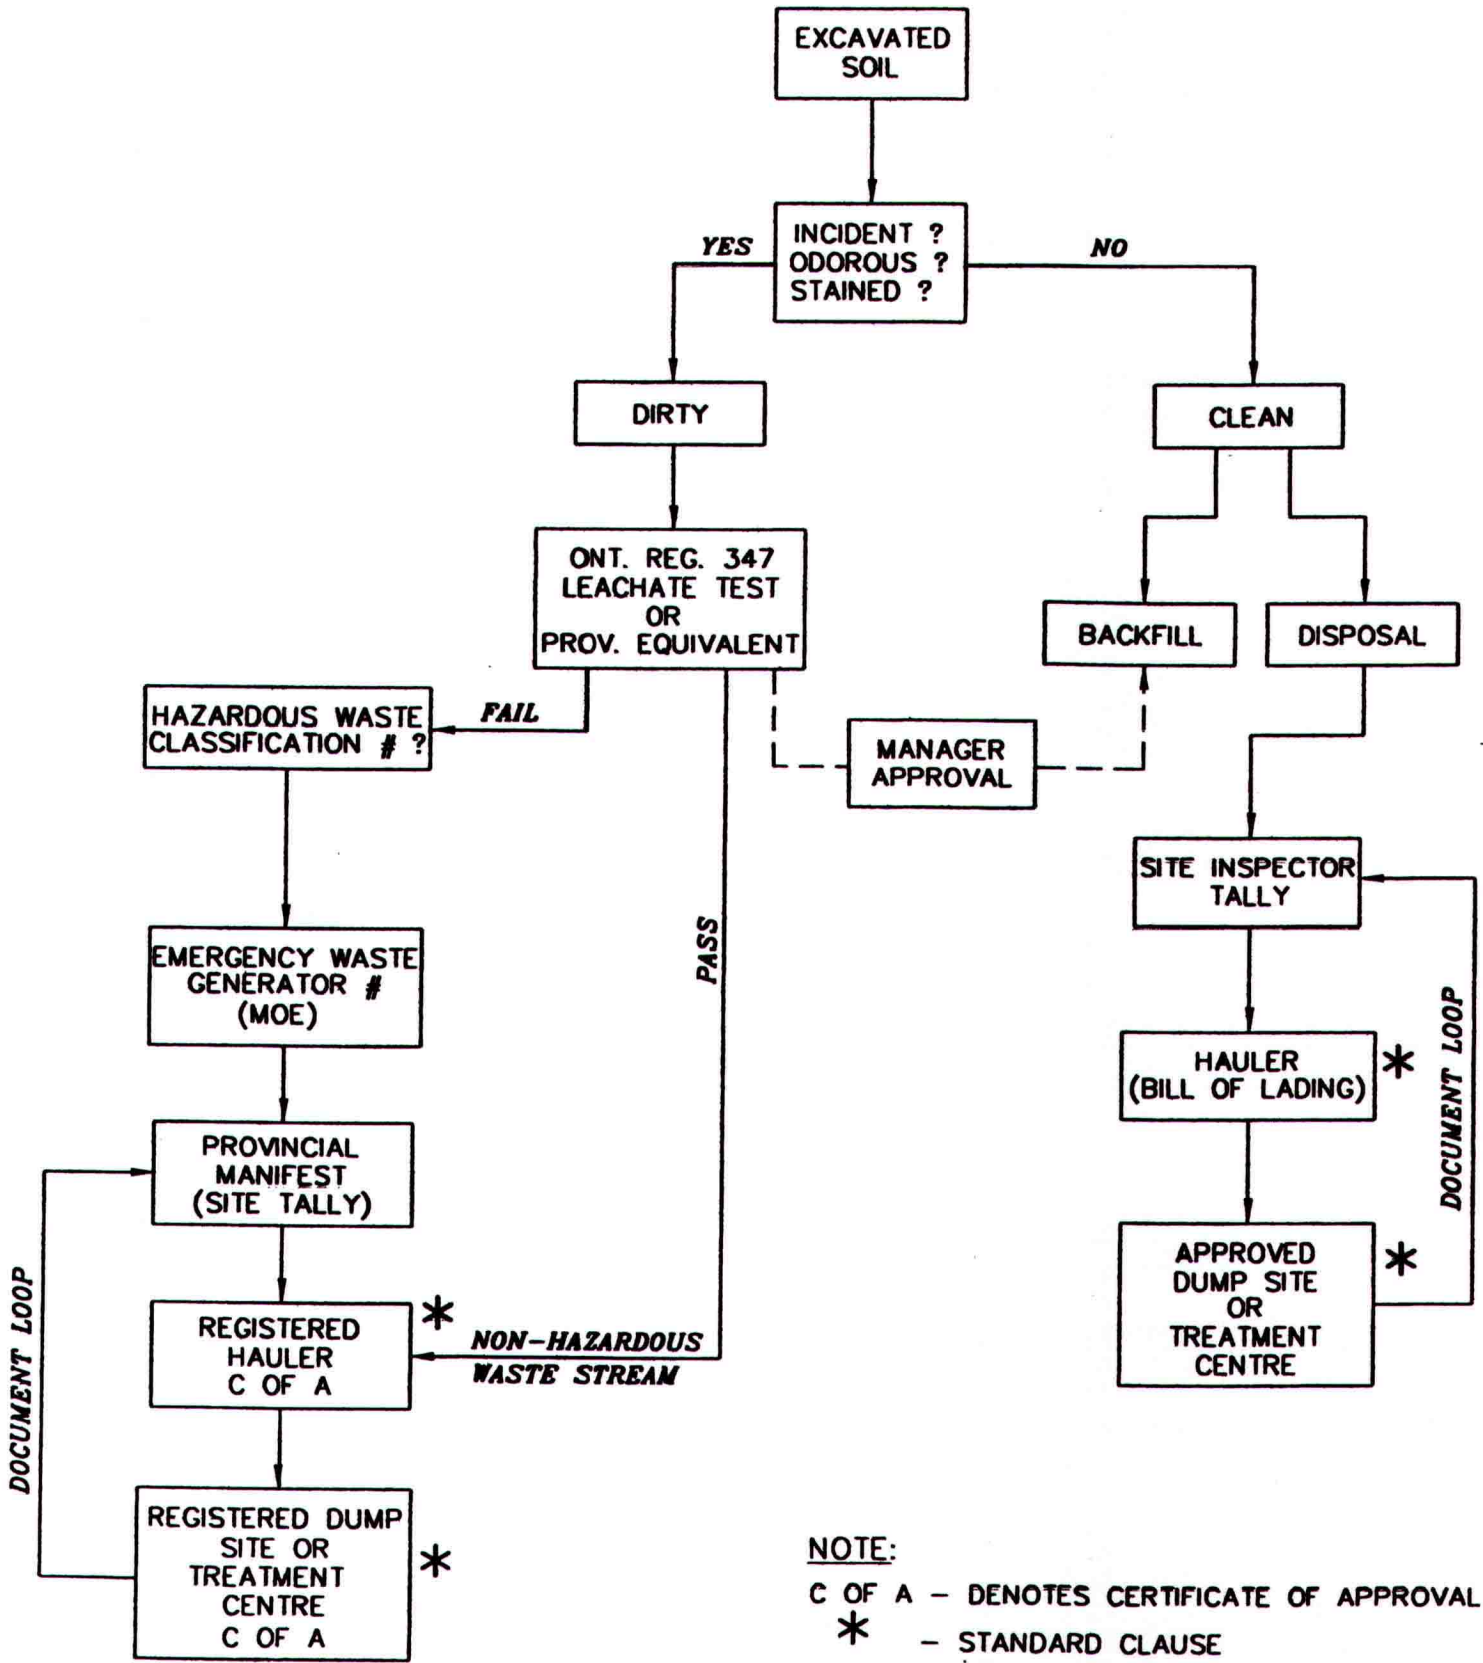 EXCAVATED
SOIL
INCIDENT ?
ODOROUS ?
STAINED ?
YES
NO
DIRTY
CLEAN
ONT. REG. 347
LEACHATE TEST
OR
PROV. EQUIVALENT
BACKFILL
DISPOSAL
FAIL
HAZARDOUS WASTE
CLASSIFICATION # ?
MANAGER
APPROVAL
SITE INSPECTOR
TALLY
PASS
EMERGENCY WASTE
GENERATOR #
(MOE)
HAULER
(BILL OF LADING)
*
DOCUMENT LOOP
PROVINCIAL
MANIFEST
(SITE TALLY)
APPROVED
DUMP SITE
OR
TREATMENT
CENTRE
*
REGISTERED
HAULER
C OF A
*
NON-HAZARDOUS
WASTE STREAM
DOCUMENT LOOP
REGISTERED DUMP
SITE OR
TREATMENT
CENTRE
C OF A
*
NOTE:
C OF A - DENOTES CERTIFICATE OF APPROVAL
* - STANDARD CLAUSE